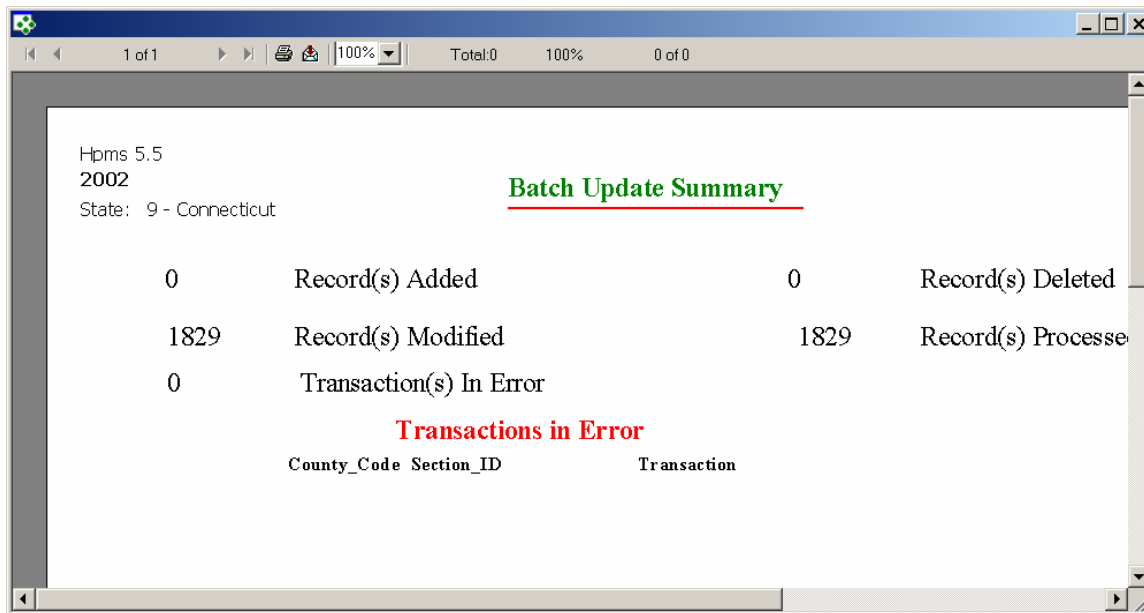 1 of 1 100% Total:0 100% 0 of 0
Hpms 5.5
2002
State: 9 - Connecticut
Batch Update Summary
0 Record(s) Added 0 Record(s) Deleted
1829 Record(s) Modified 1829 Record(s) Processe
0 Transaction(s) In Error
Transactions in Error
County_Code Section_ID Transaction